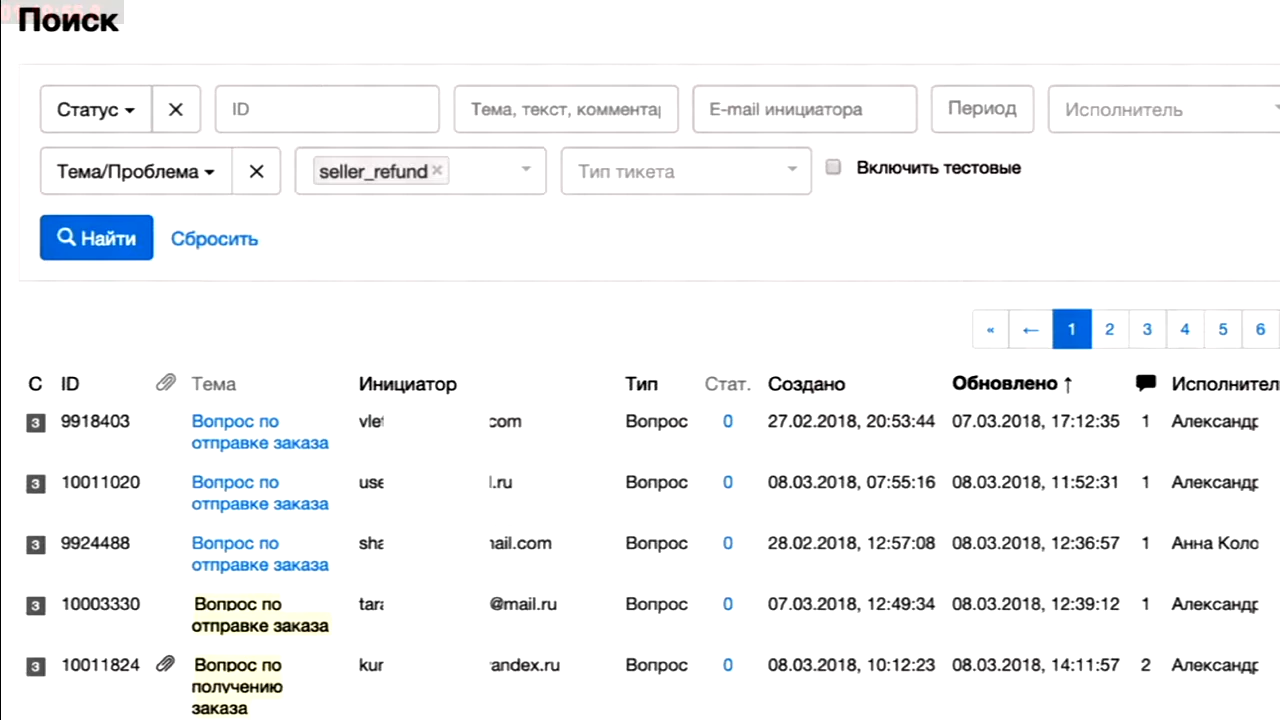 Поиск
Статус ID Тема, текст, коммента E-mail инициатора Период Исполнитель
Тема/Проблема seller_refund Тип тикета Включить тестовые
Найти Сбросить
« ← 1 2 3 4 5 6
С ID Тема Инициатор Тип Стат. Создано Обновлено ↑ Исполнител
3 9918403 Вопрос по vlet com Вопрос 0 27.02.2018, 20:53:44 07.03.2018, 17:12:35 1 Александр
отправке заказа
3 10011020 Вопрос по use l.ru Вопрос 0 08.03.2018, 07:55:16 08.03.2018, 11:52:31 1 Александр
отправке заказа
3 9924488 Вопрос по sha ail.com Вопрос 0 28.02.2018, 12:57:08 08.03.2018, 12:36:57 1 Анна Коло
отправке заказа
3 10003330 Вопрос по tara @mail.ru Вопрос 0 07.03.2018, 12:49:34 08.03.2018, 12:39:12 1 Александр
отправке заказа
3 10011824 Вопрос по kur andex.ru Вопрос 0 08.03.2018, 10:12:23 08.03.2018, 14:11:57 2 Александр
получению
заказа